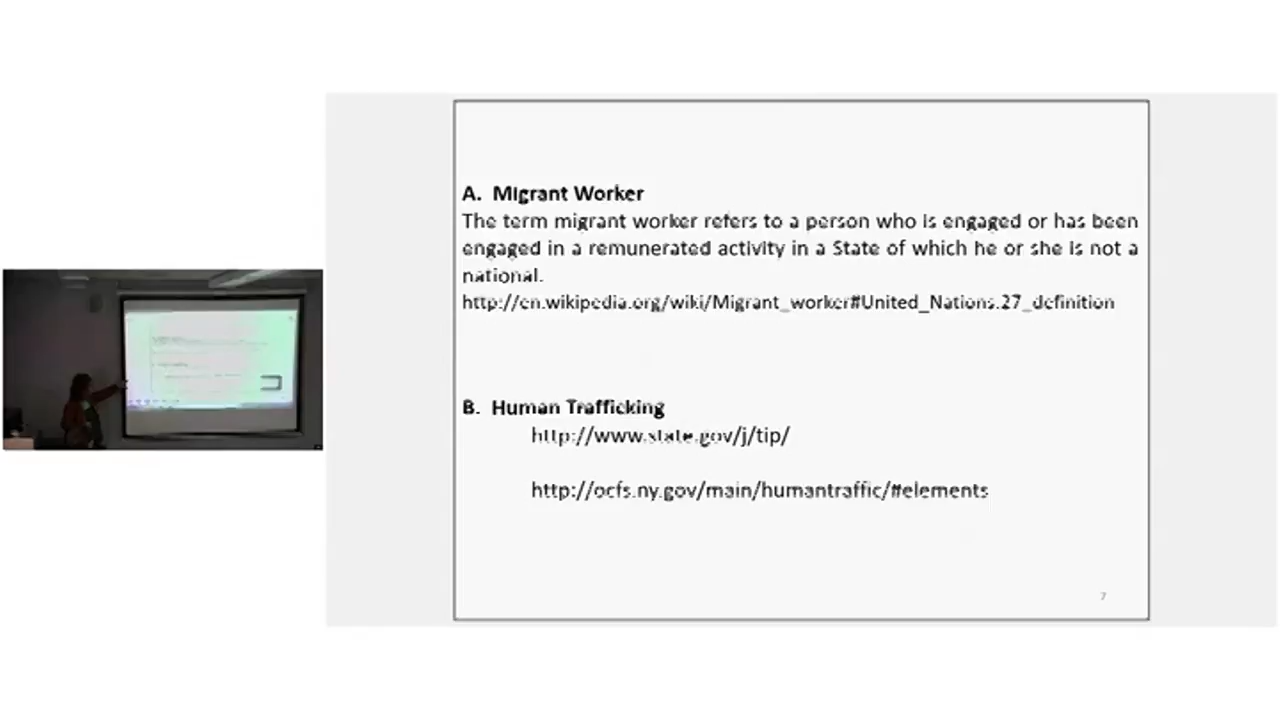 A. Migrant Worker
The term migrant worker refers to a person who is engaged or has been
engaged in a remunerated activity in a State of which he or she is not a
national.
http://en.wikipedia.org/wiki/Migrant_worker#United_Nations.27_definition
B. Human Trafficking
http://www.state.gov/j/tip/
http://ocfs.ny.gov/main/humantraffic/#elements
7